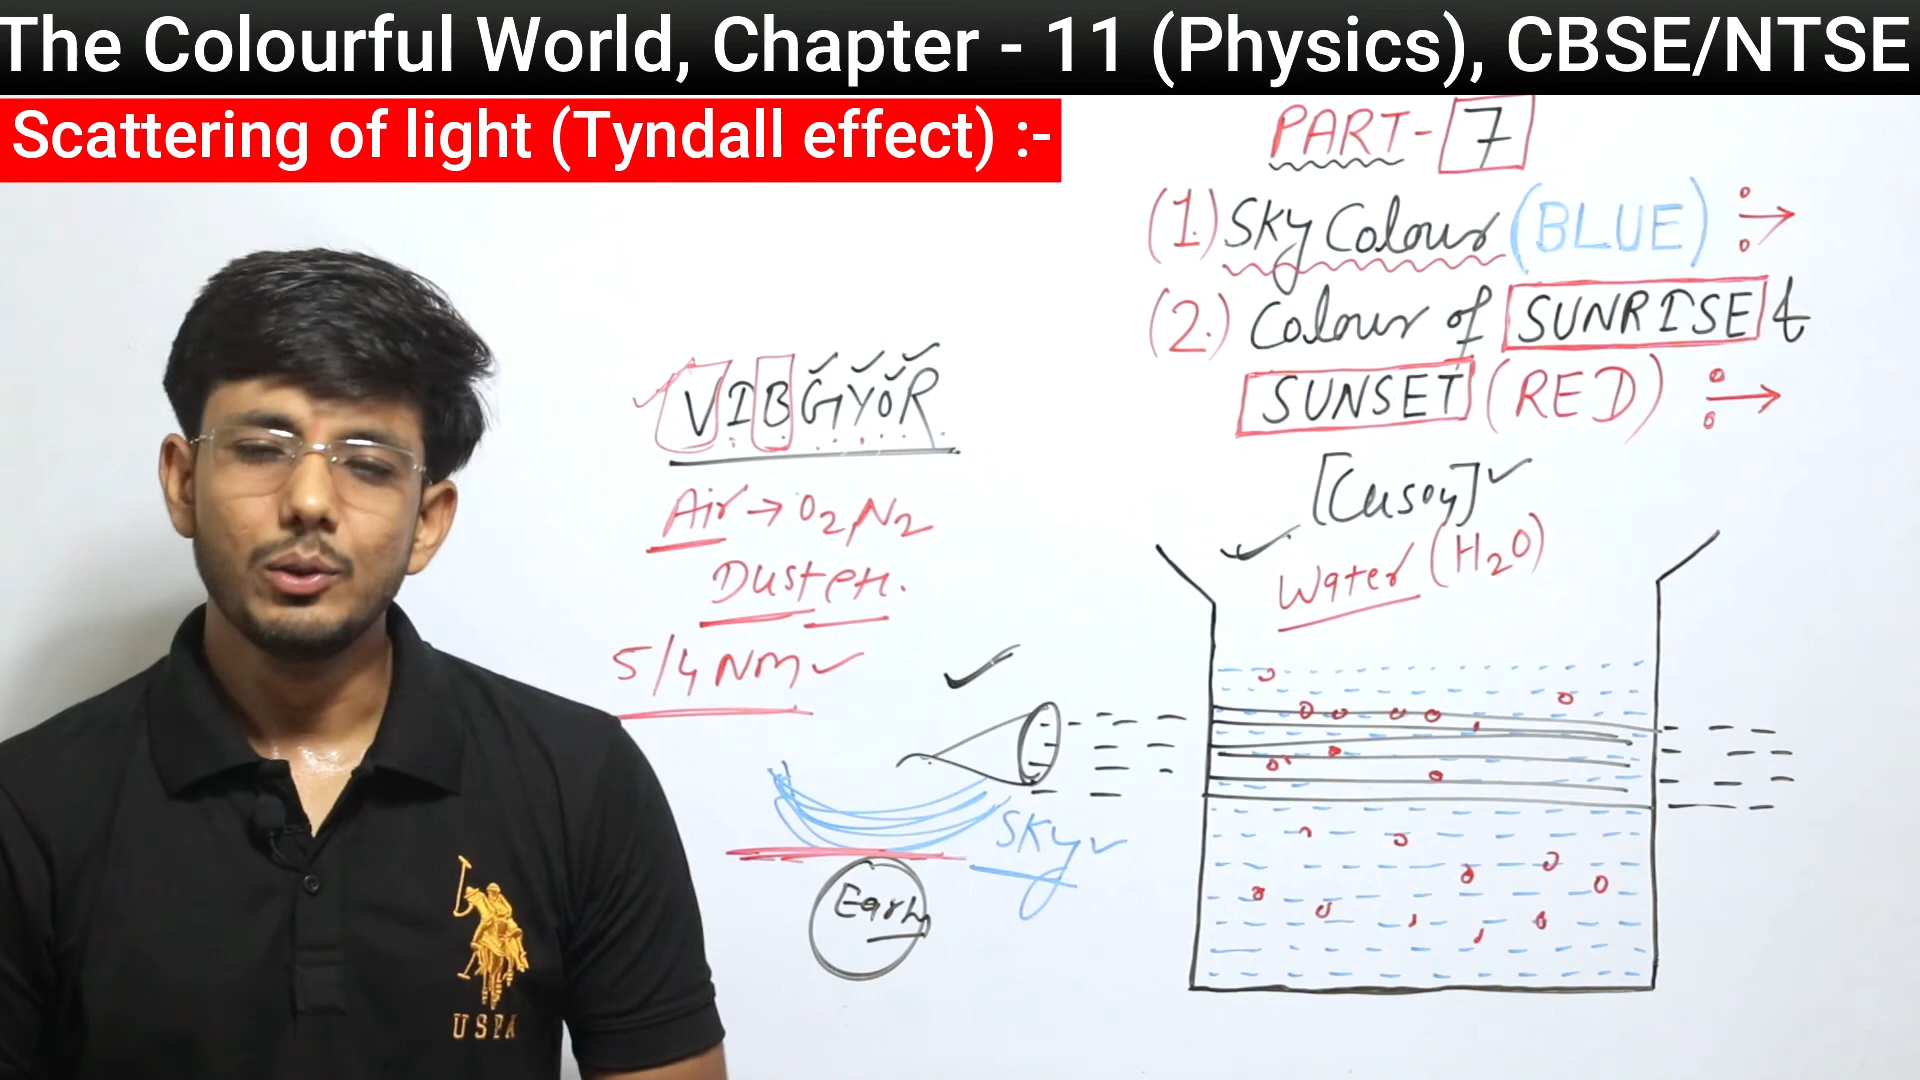 The Colourful World, Chapter - 11 (Physics), CBSE/NTSE
Scattering of light (Tyndall effect) :-
PART-7
(1.) Sky Colour (BLUE)
(2.) Colour of SUNRISE &
SUNSET (RED)
VIBGYOR
Air → O2, N2
Dust etc.
5/4 NM
[CuSO4]
Water (H2O)
Sky
Earth
USPA